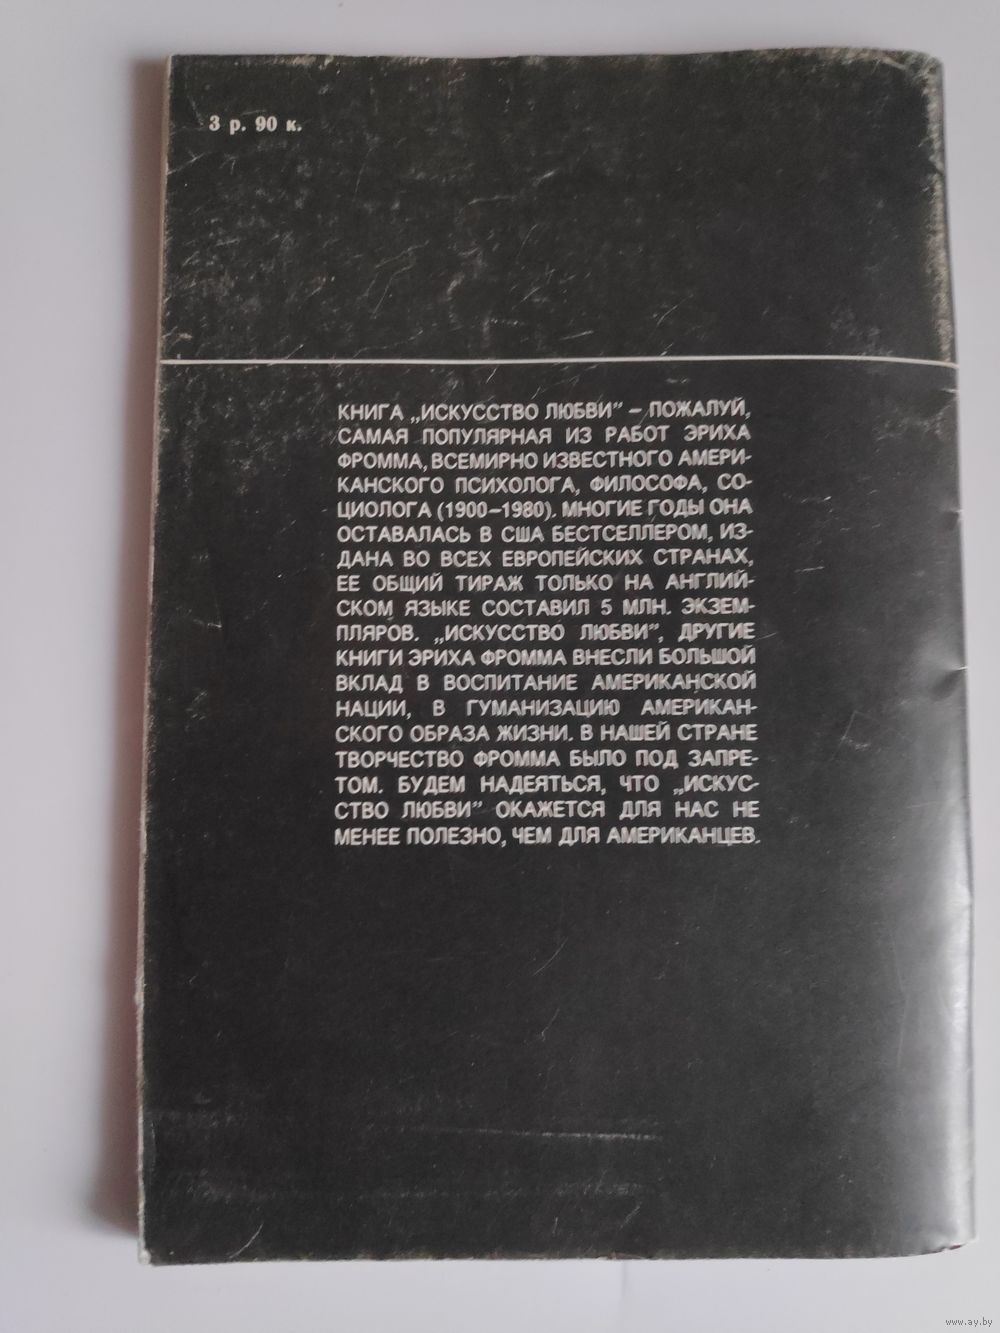 3 р. 90 к.
КНИГА „ИСКУССТВО ЛЮБВИ” – ПОЖАЛУЙ,
САМАЯ ПОПУЛЯРНАЯ ИЗ РАБОТ ЭРИХА
ФРОММА, ВСЕМИРНО ИЗВЕСТНОГО АМЕРИ-
КАНСКОГО ПСИХОЛОГА, ФИЛОСОФА, СО-
ЦИОЛОГА (1900–1980). МНОГИЕ ГОДЫ ОНА
ОСТАВАЛАСЬ В США БЕСТСЕЛЛЕРОМ, ИЗ-
ДАНА ВО ВСЕХ ЕВРОПЕЙСКИХ СТРАНАХ,
ЕЕ ОБЩИЙ ТИРАЖ ТОЛЬКО НА АНГЛИЙ-
СКОМ ЯЗЫКЕ СОСТАВИЛ 5 МЛН. ЭКЗЕМ-
ПЛЯРОВ. „ИСКУССТВО ЛЮБВИ”, ДРУГИЕ
КНИГИ ЭРИХА ФРОММА ВНЕСЛИ БОЛЬШОЙ
ВКЛАД В ВОСПИТАНИЕ АМЕРИКАНСКОЙ
НАЦИИ, В ГУМАНИЗАЦИЮ АМЕРИКАН-
СКОГО ОБРАЗА ЖИЗНИ. В НАШЕЙ СТРАНЕ
ТВОРЧЕСТВО ФРОММА БЫЛО ПОД ЗАПРЕ-
ТОМ. БУДЕМ НАДЕЯТЬСЯ, ЧТО „ИСКУС-
СТВО ЛЮБВИ” ОКАЖЕТСЯ ДЛЯ НАС НЕ
МЕНЕЕ ПОЛЕЗНО, ЧЕМ ДЛЯ АМЕРИКАНЦЕВ.
www.ay.by